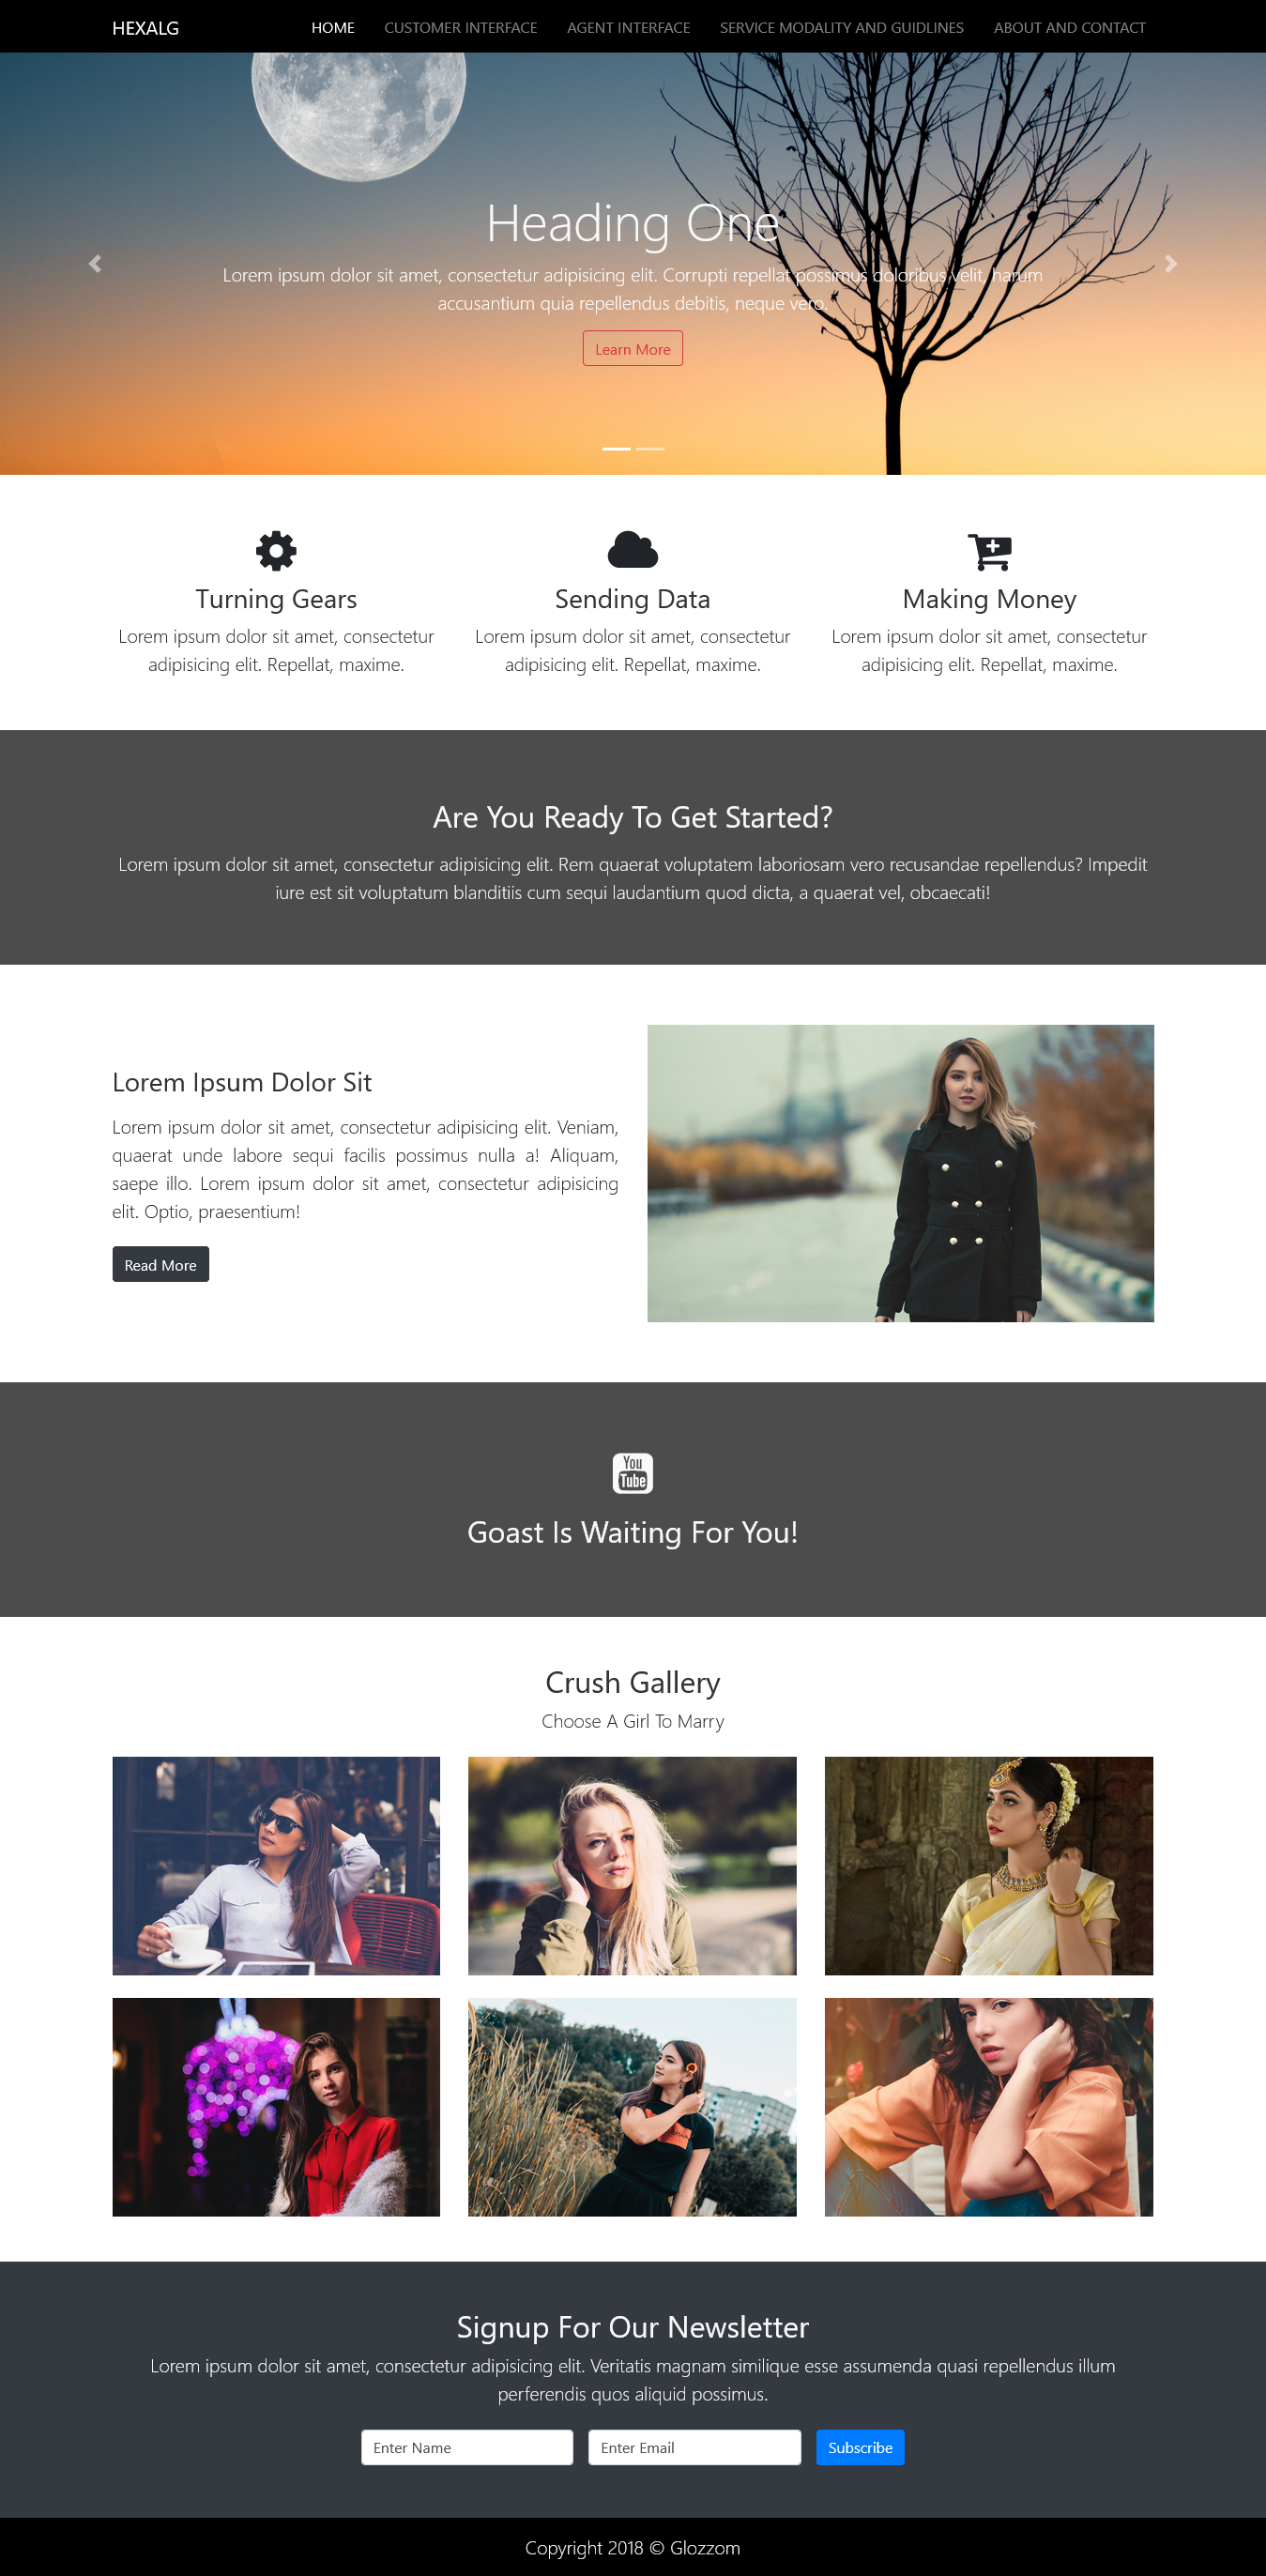 HEXALG
HOME CUSTOMER INTERFACE AGENT INTERFACE SERVICE MODALITY AND GUIDLINES ABOUT AND CONTACT
Heading One
Lorem ipsum dolor sit amet, consectetur adipisicing elit. Corrupti repellat possimus doloribus velit, harum
accusantium quia repellendus debitis, neque vero.
Learn More
Turning Gears
Lorem ipsum dolor sit amet, consectetur
adipisicing elit. Repellat, maxime.
Sending Data
Lorem ipsum dolor sit amet, consectetur
adipisicing elit. Repellat, maxime.
Making Money
Lorem ipsum dolor sit amet, consectetur
adipisicing elit. Repellat, maxime.
Are You Ready To Get Started?
Lorem ipsum dolor sit amet, consectetur adipisicing elit. Rem quaerat voluptatem laboriosam vero recusandae repellendus? Impedit
iure est sit voluptatum blanditiis cum sequi laudantium quod dicta, a quaerat vel, obcaecati!
Lorem Ipsum Dolor Sit
Lorem ipsum dolor sit amet, consectetur adipisicing elit. Veniam,
quaerat unde labore sequi facilis possimus nulla a! Aliquam,
saepe illo. Lorem ipsum dolor sit amet, consectetur adipisicing
elit. Optio, praesentium!
Read More
You
Tube
Goast Is Waiting For You!
Crush Gallery
Choose A Girl To Marry
Signup For Our Newsletter
Lorem ipsum dolor sit amet, consectetur adipisicing elit. Veritatis magnam similique esse assumenda quasi repellendus illum
perferendis quos aliquid possimus.
Enter Name
Enter Email
Subscribe
Copyright 2018 © Glozzom